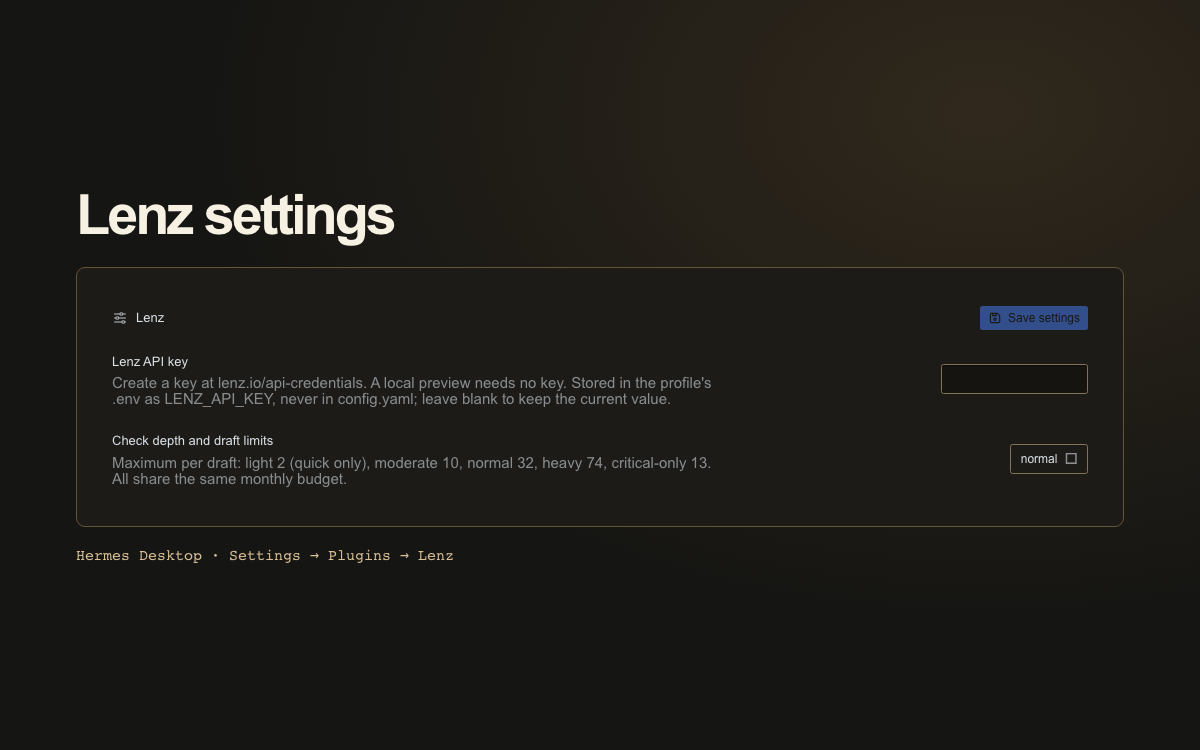 Lenz settings
Lenz
Save settings
Lenz API key
Create a key at lenz.io/api-credentials. A local preview needs no key. Stored in the profile's
.env as LENZ_API_KEY, never in config.yaml; leave blank to keep the current value.
Check depth and draft limits
Maximum per draft: light 2 (quick only), moderate 10, normal 32, heavy 74, critical-only 13.
All share the same monthly budget.
normal
Hermes Desktop · Settings → Plugins → Lenz